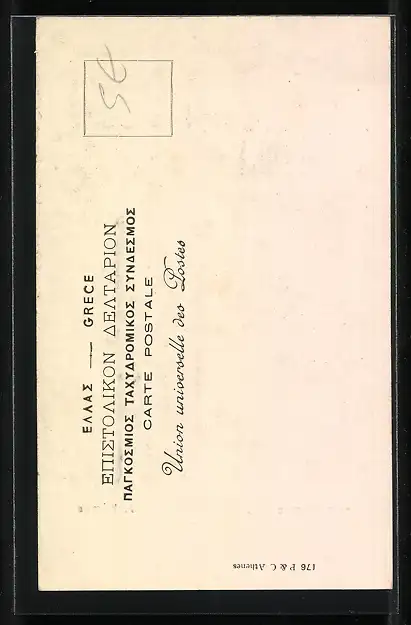 ΕΛΛΑΣ — GRECE
ΕΠΙΣΤΟΛΙΚΟΝ ΔΕΛΤΑΡΙΟΝ
ΠΑΓΚΟΣΜΙΟΣ ΤΑΧΥΔΡΟΜΙΚΟΣ ΣΥΝΔΕΣΜΟΣ
CARTE POSTALE
Union universelle des Postes
176 P & C Athenes